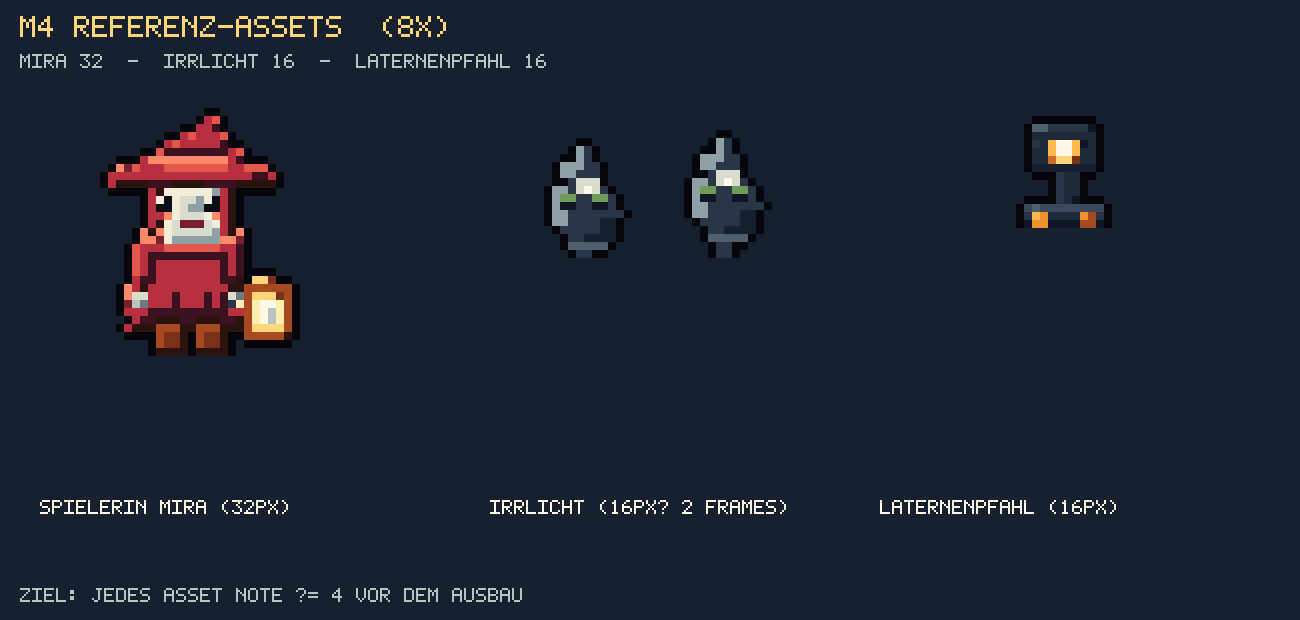 M4 REFERENZ-ASSETS (8X)
MIRA 32 - IRRLICHT 16 - LATERNENPFAHL 16
SPIELERIN MIRA (32PX)
IRRLICHT (16PX? 2 FRAMES)
LATERNENPFAHL (16PX)
ZIEL: JEDES ASSET NOTE ?= 4 VOR DEM AUSBAU